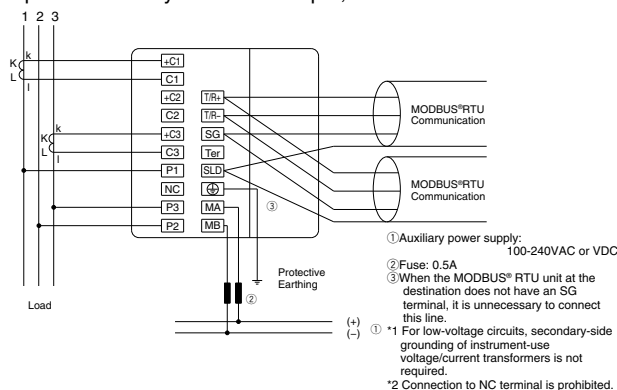 1 2 3
K k
L l
+C1
C1
+C2 T/R+
C2 T/R−
+C3 SG
C3 Ter
P1 SLD
NC
P3 MA ③
P2 MB
K k
L l
MODBUS®RTU
Communication
MODBUS®RTU
Communication
Load
②
Protective
Earthing
(+)
(−) ①
①Auxiliary power supply:
100-240VAC or VDC
②Fuse: 0.5A
③When the MODBUS® RTU unit at the
destination does not have an SG
terminal, it is unnecessary to connect
this line.
*1 For low-voltage circuits, secondary-side
grounding of instrument-use
voltage/current transformers is not
required.
*2 Connection to NC terminal is prohibited.